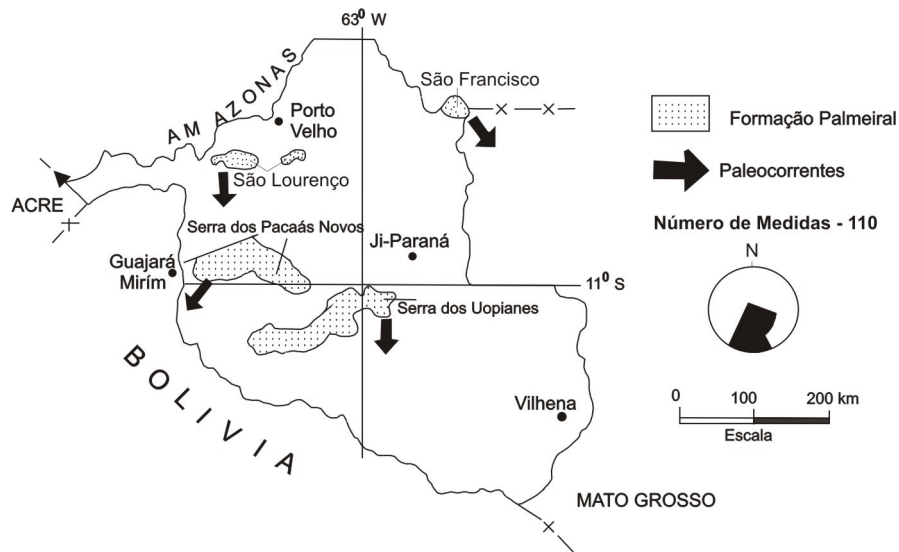 63⁰ W
São Francisco
AM AZONAS
Porto
Velho
São Lourenço
ACRE
Serra dos Pacaás Novos
Ji-Paraná
Guajará
Mirím
11⁰ S
Serra dos Uopianes
BOLIVIA
Vilhena
MATO GROSSO
Formação Palmeiral
Paleocorrentes
Número de Medidas - 110
N
0 100 200 km
Escala